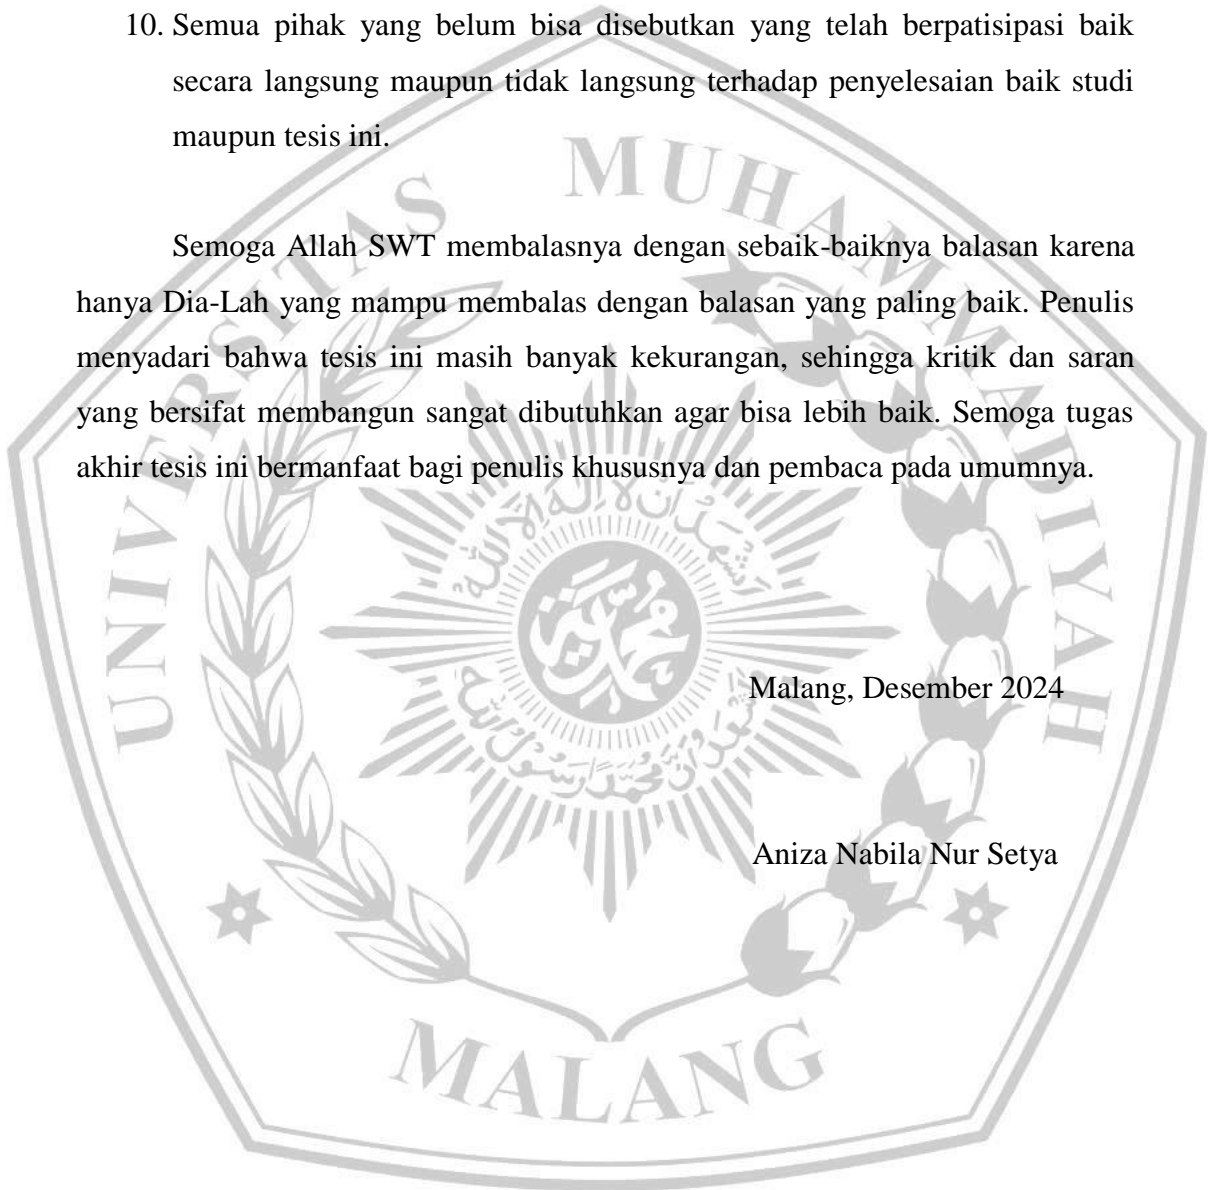 10. Semua pihak yang belum bisa disebutkan yang telah berpatisipasi baik
secara langsung maupun tidak langsung terhadap penyelesaian baik studi
maupun tesis ini.
Semoga Allah SWT membalasnya dengan sebaik-baiknya balasan karena
hanya Dia-Lah yang mampu membalas dengan balasan yang paling baik. Penulis
menyadari bahwa tesis ini masih banyak kekurangan, sehingga kritik dan saran
yang bersifat membangun sangat dibutuhkan agar bisa lebih baik. Semoga tugas
akhir tesis ini bermanfaat bagi penulis khususnya dan pembaca pada umumnya.
Malang, Desember 2024
Aniza Nabila Nur Setya
UNIVERSITAS MUHAMMADIYAH
MALANG